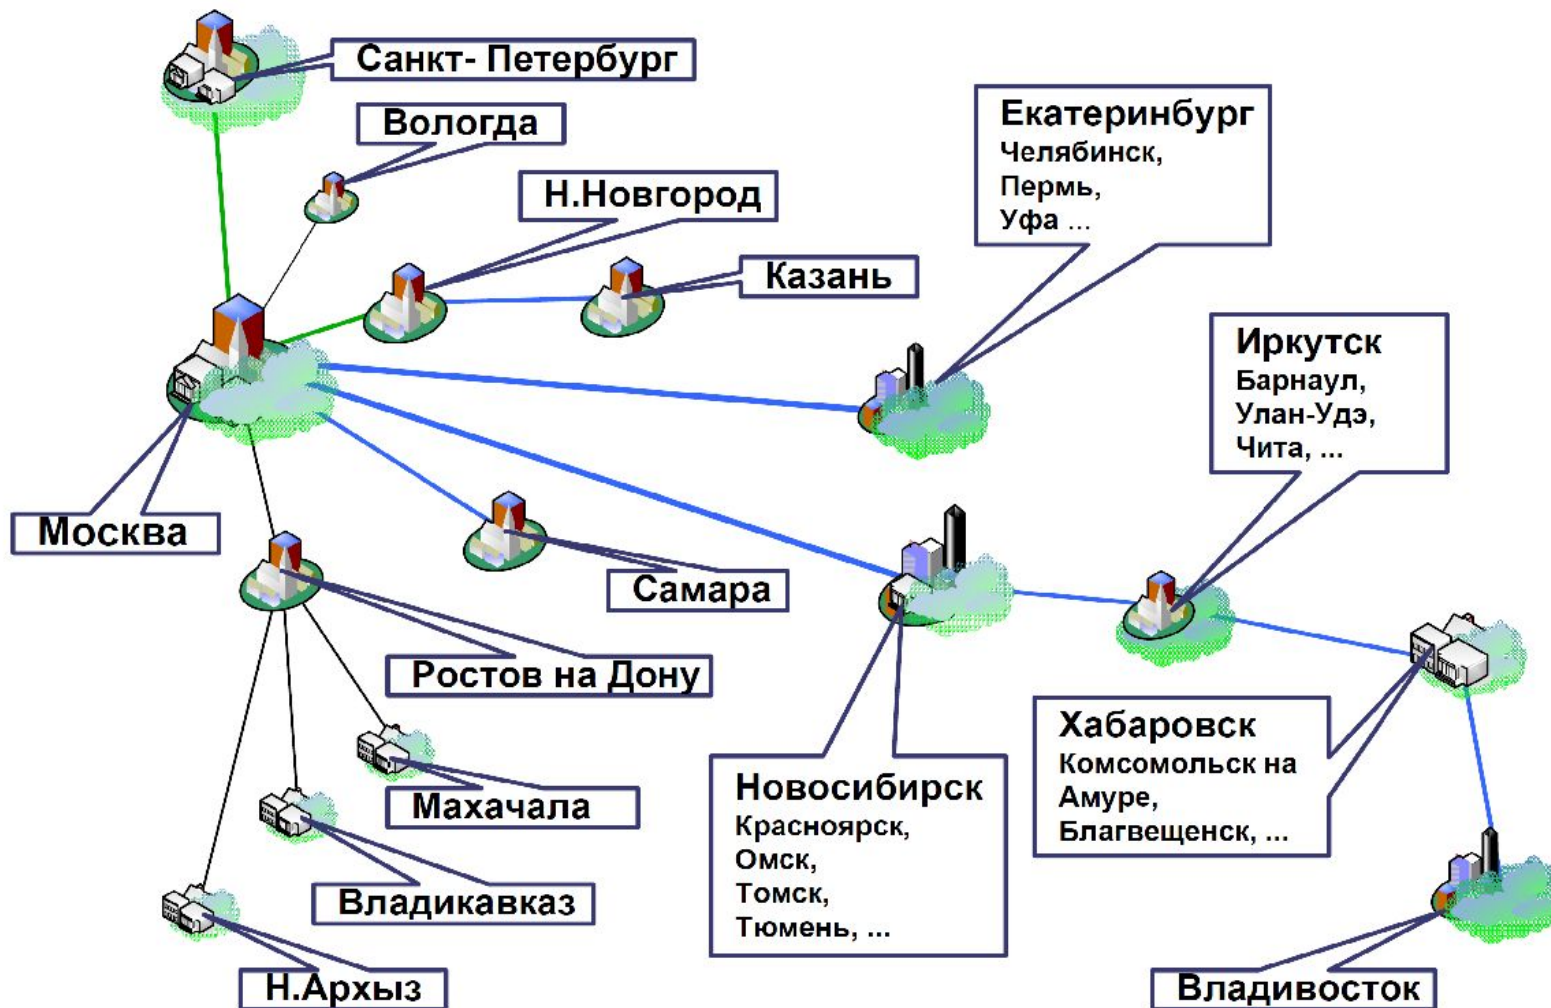 Санкт- Петербург
Вологда
Н.Новгород
Казань
Екатеринбург
Челябинск,
Пермь,
Уфа ...
Иркутск
Барнаул,
Улан-Удэ,
Чита, ...
Москва
Самара
Ростов на Дону
Махачала
Владикавказ
Н.Архыз
Новосибирск
Красноярск,
Омск,
Томск,
Тюмень, ...
Хабаровск
Комсомольск на
Амуре,
Благвещенск, ...
Владивосток